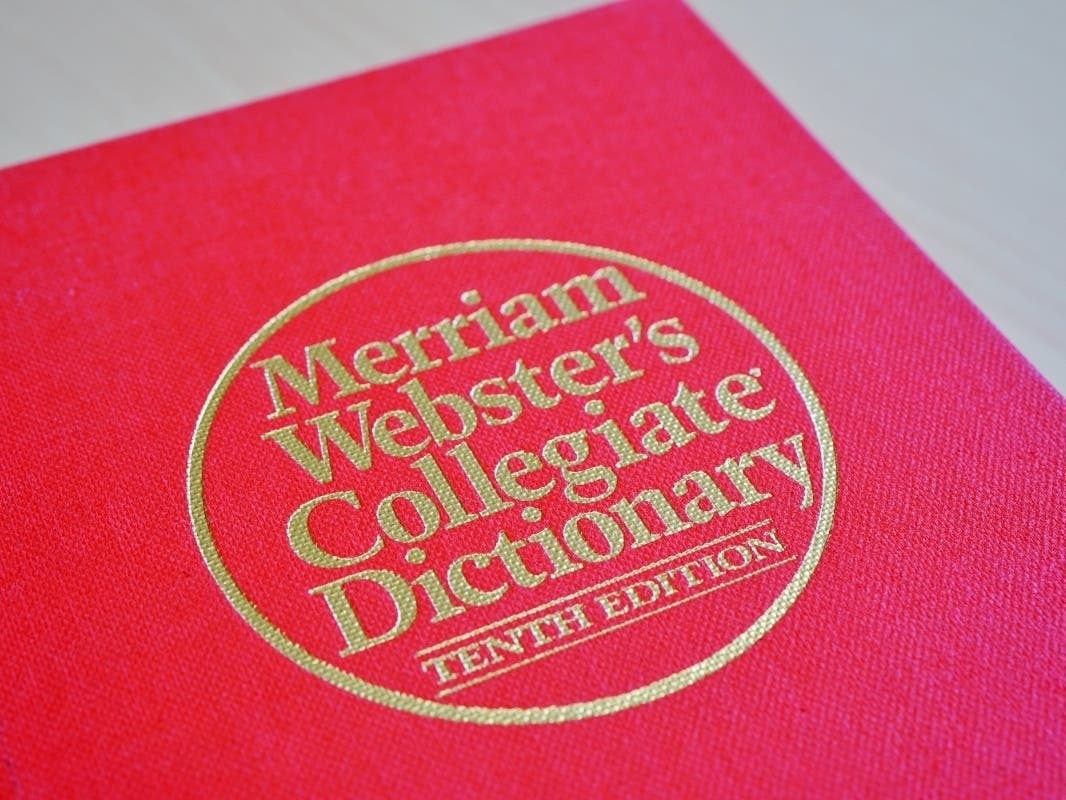 Merriam
Webster's
Collegiate®
Dictionary
TENTH EDITION